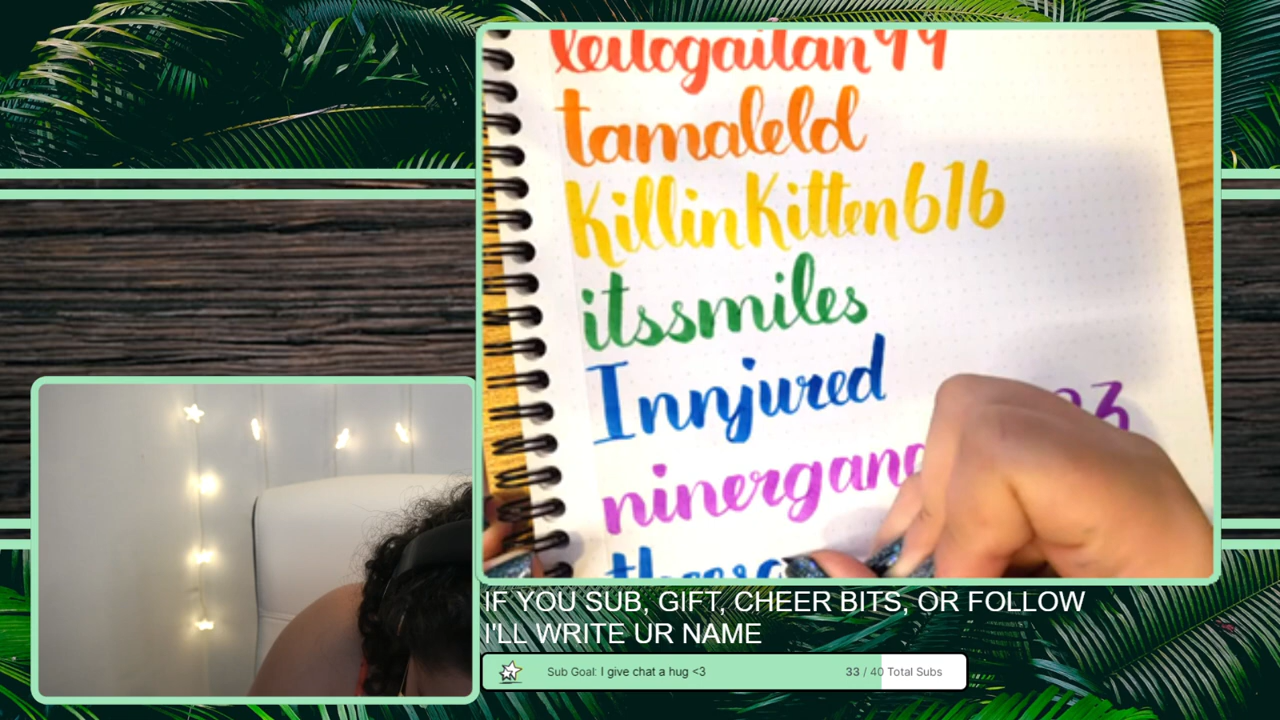 tamaleld
KillinKitten616
itssmiles
Innjured
IF YOU SUB, GIFT, CHEER BITS, OR FOLLOW
I'LL WRITE UR NAME
Sub Goal: I give chat a hug <3 33 / 40 Total Subs